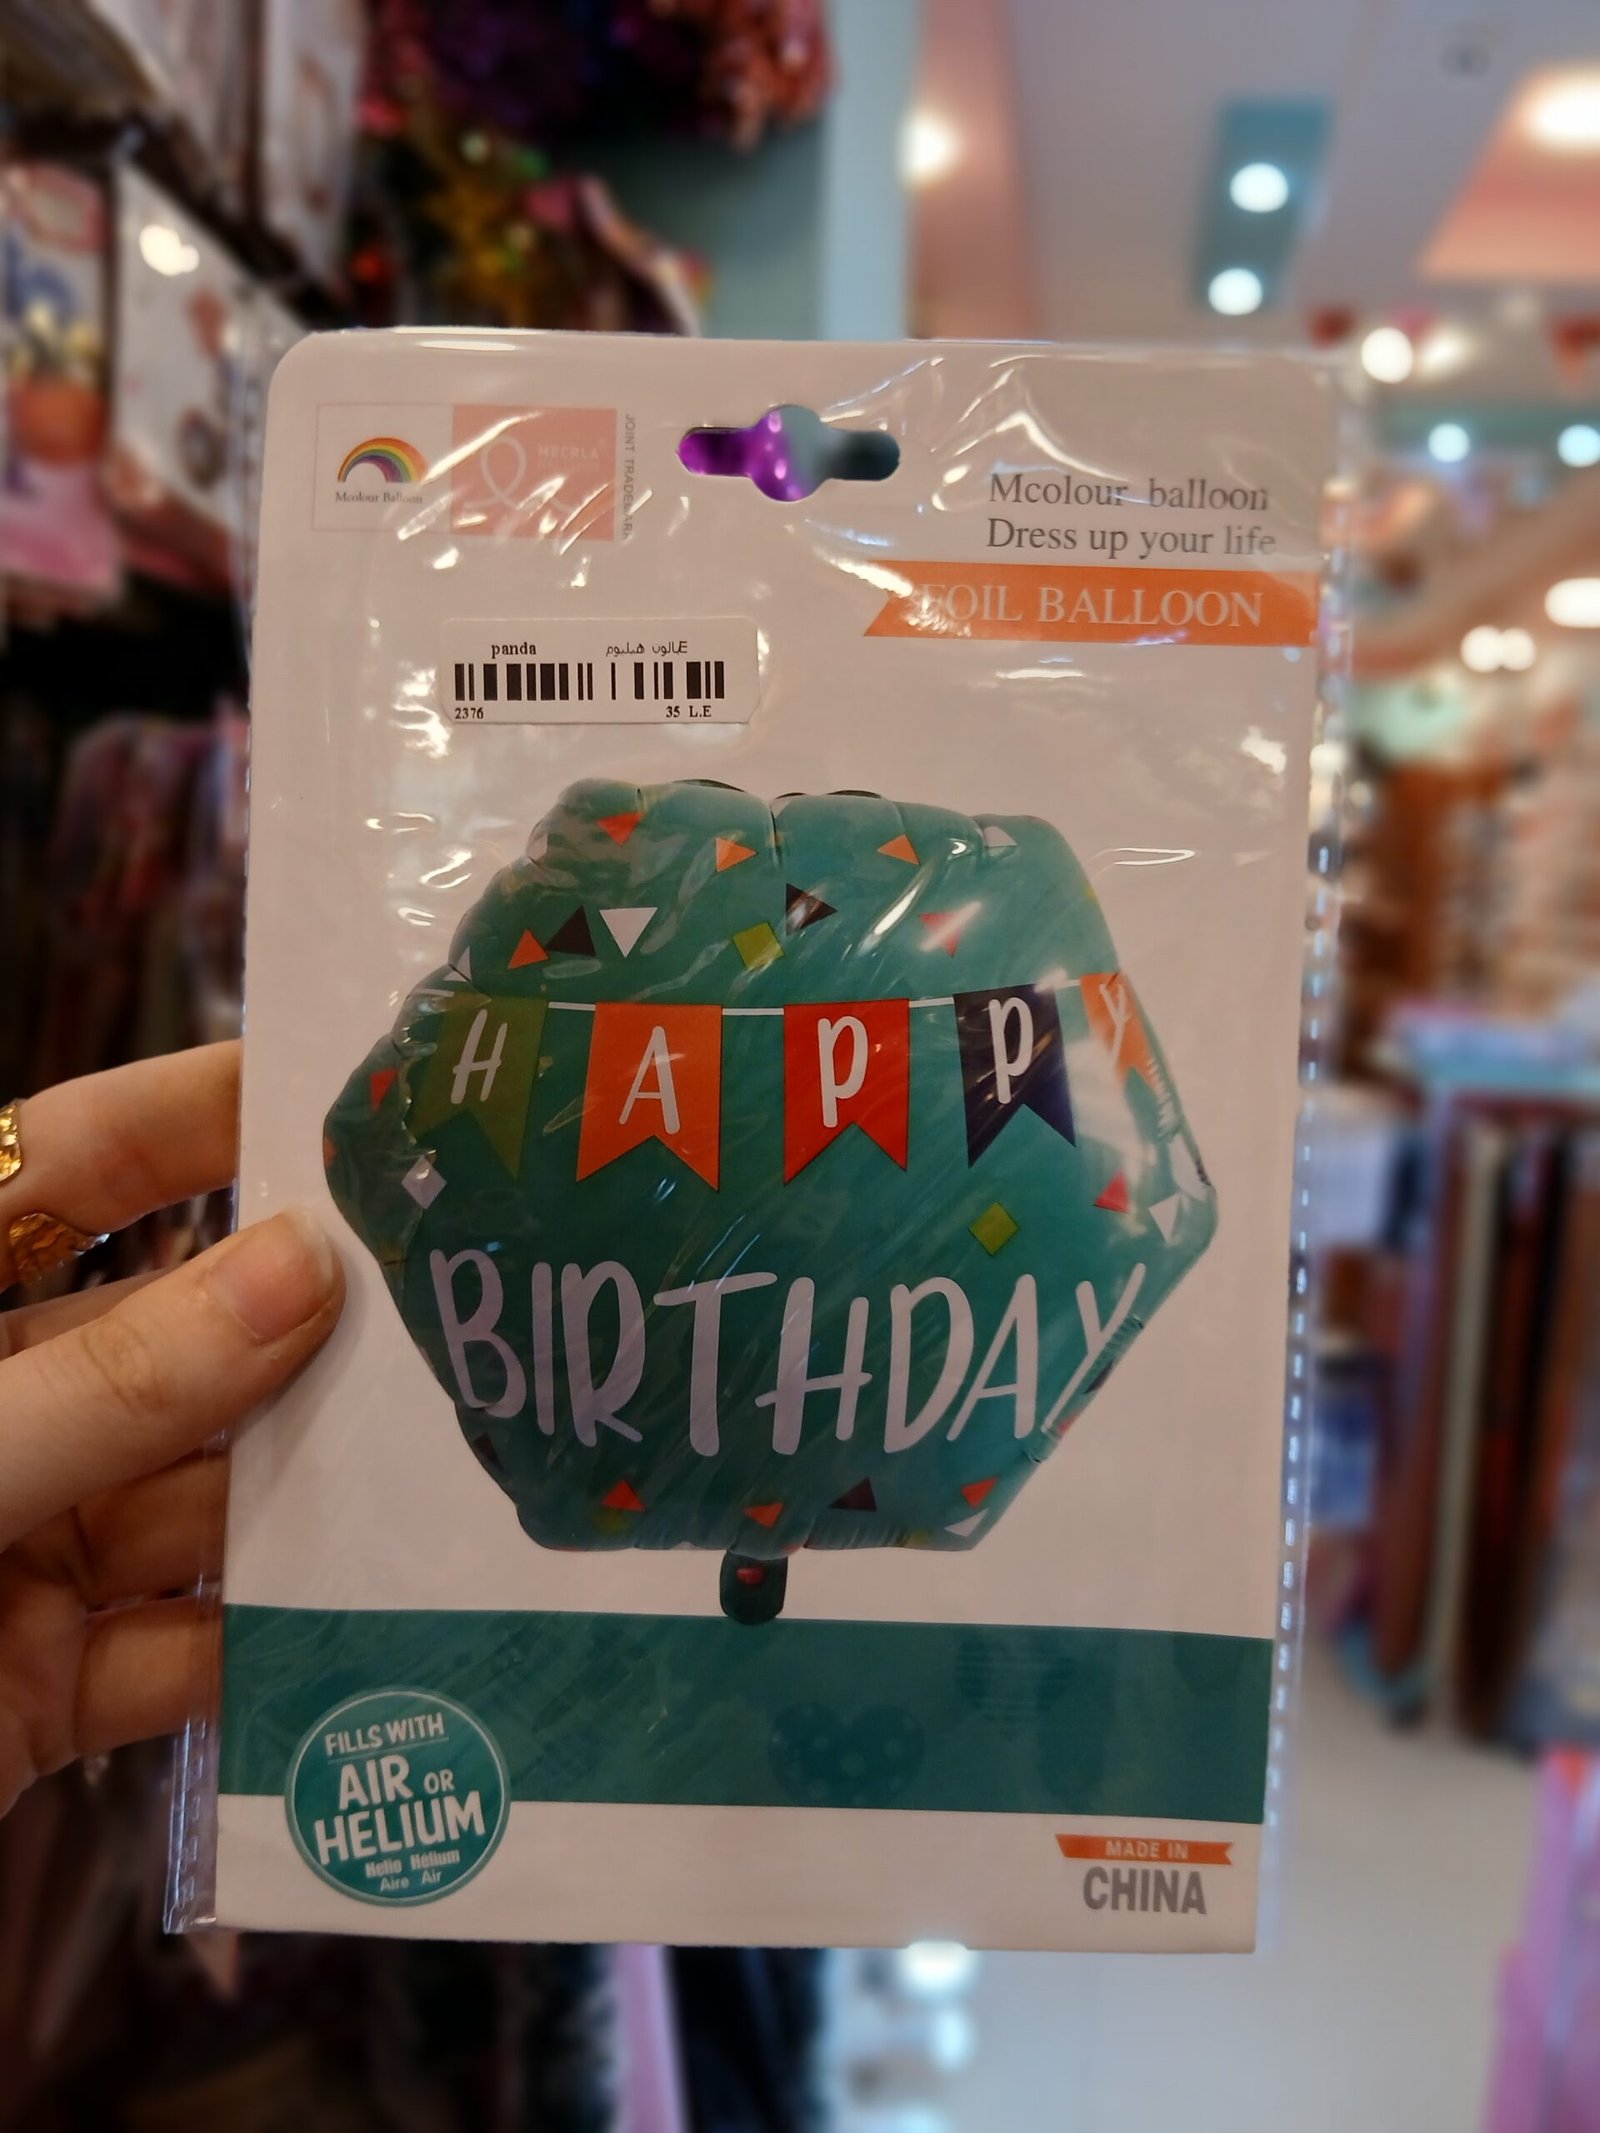 Mcolour Balloon
MECRLA
JOINT TRADEMARK
Mcolour balloon
Dress up your life
FOIL BALLOON
panda بالون هيليوم
2376 35 L.E
HAPPY
BIRTHDAY
FILLS WITH
AIR OR
HELIUM
Helio Hélium
Aire Air
MADE IN
CHINA